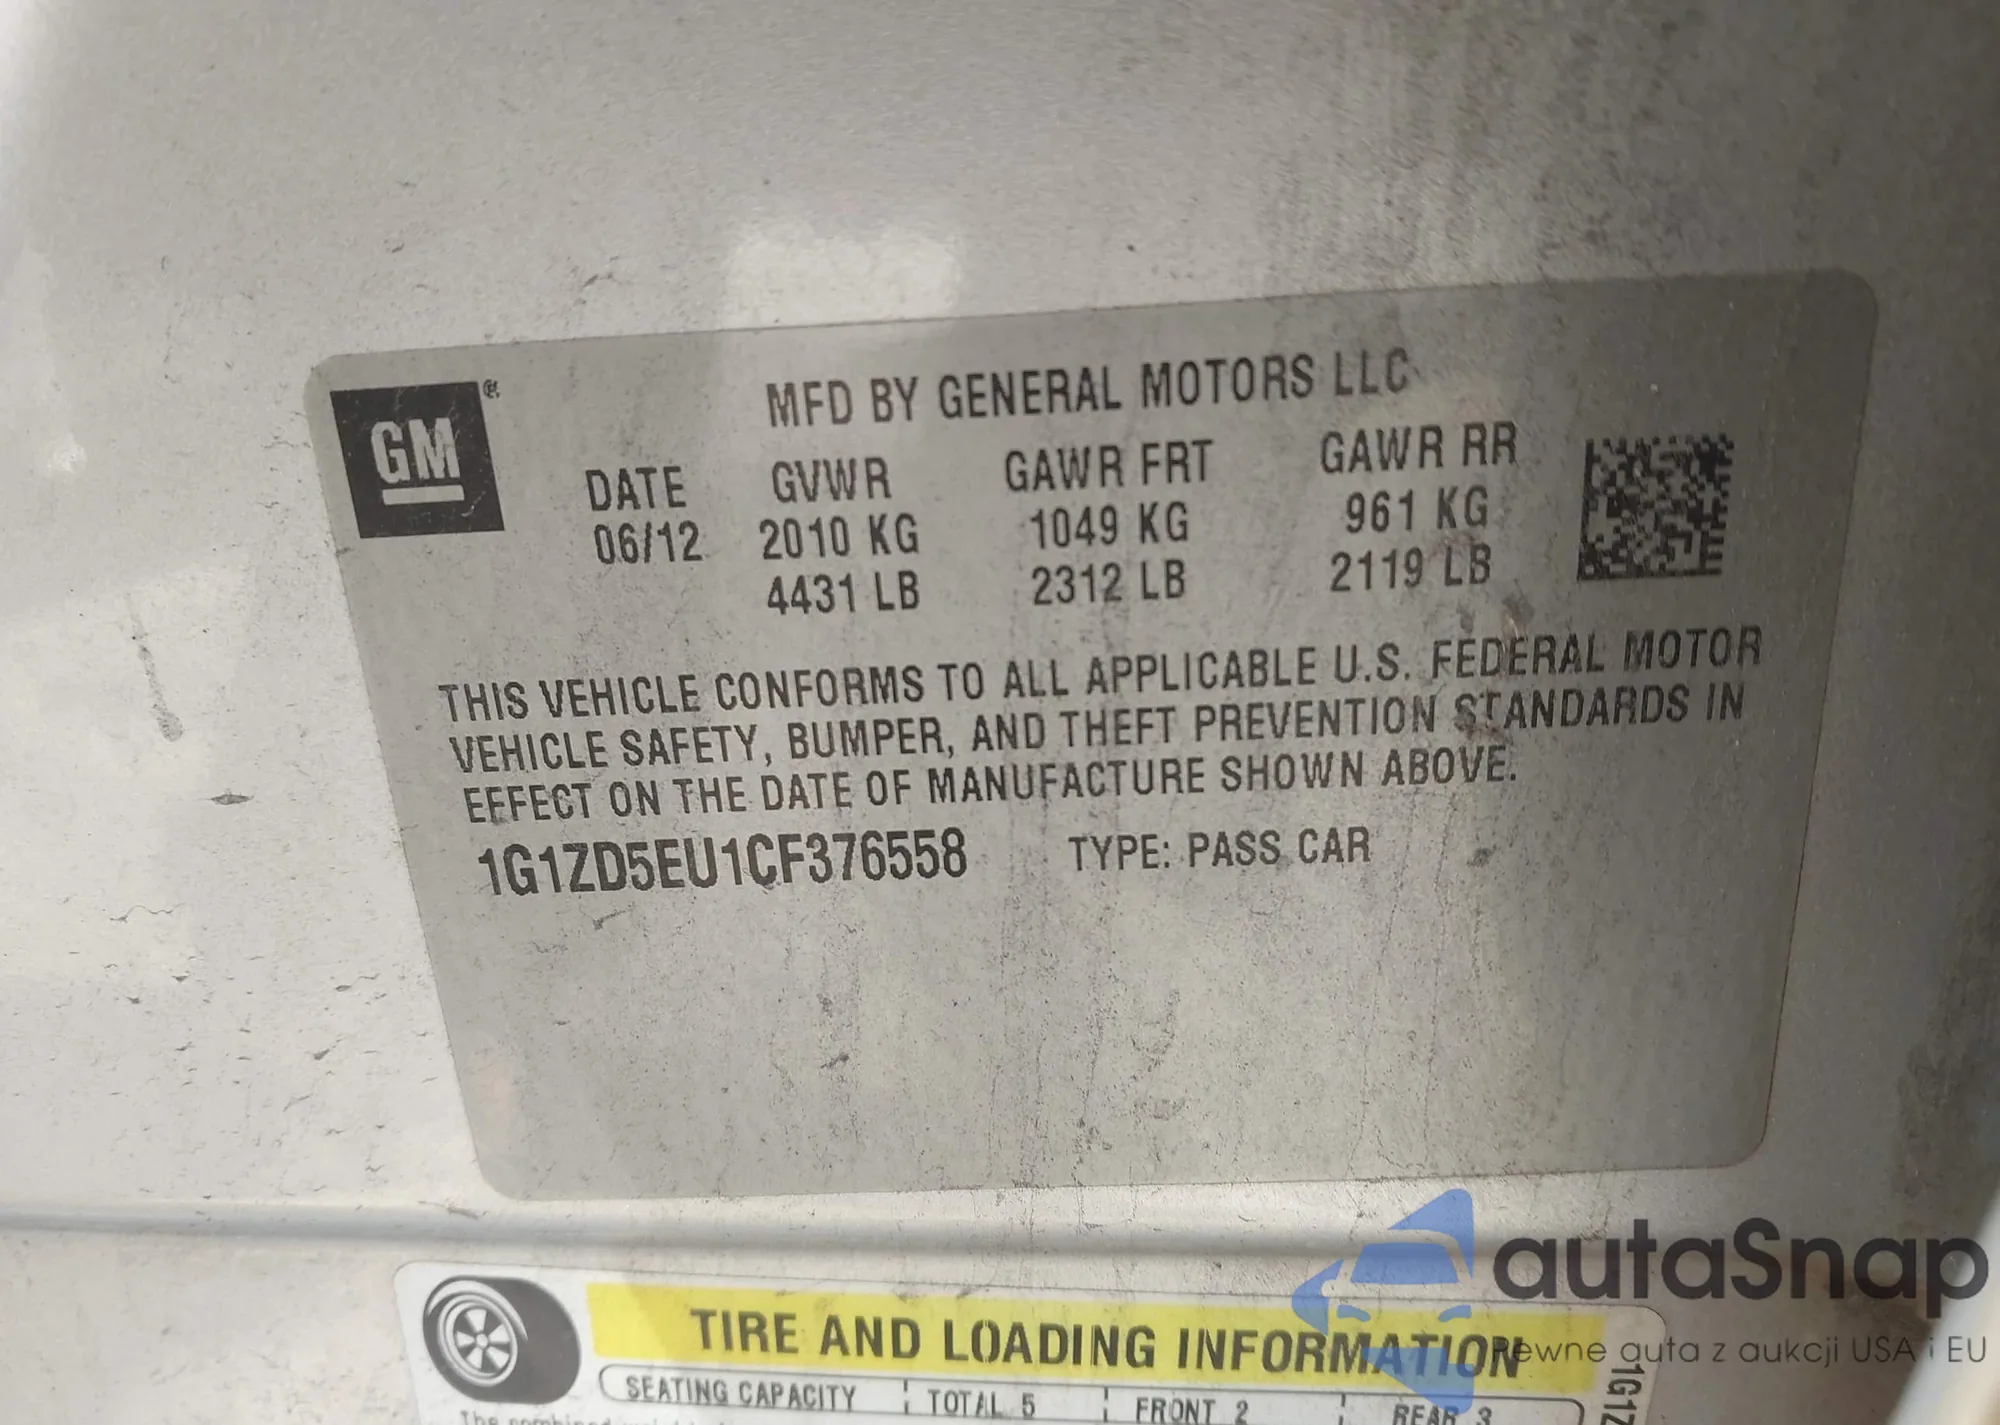 GM®
MFD BY GENERAL MOTORS LLC
DATE GVWR GAWR FRT GAWR RR
06/12 2010 KG 1049 KG 961 KG
4431 LB 2312 LB 2119 LB
THIS VEHICLE CONFORMS TO ALL APPLICABLE U.S. FEDERAL MOTOR
VEHICLE SAFETY, BUMPER, AND THEFT PREVENTION STANDARDS IN
EFFECT ON THE DATE OF MANUFACTURE SHOWN ABOVE.
1G1ZD5EU1CF376558 TYPE: PASS CAR
autaSnap
Pewne auta z aukcji USA i EU
TIRE AND LOADING INFORMATION
SEATING CAPACITY TOTAL 5 FRONT 2 REAR 3
The combined
1G1Z